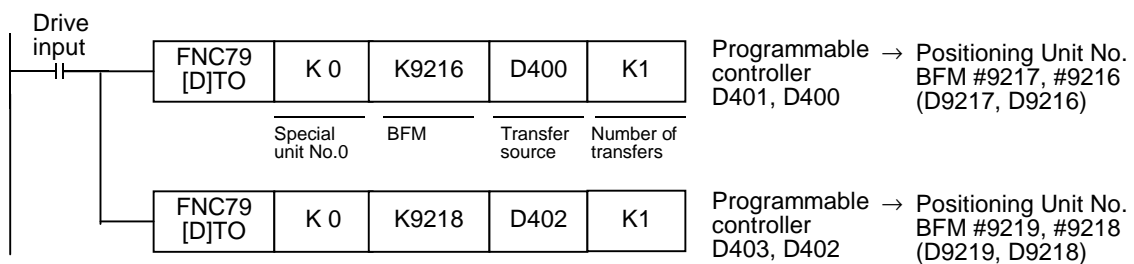 Drive
input
FNC79
[D]TO
K 0
K9216
D400
K1
Programmable → Positioning Unit No.
controller BFM #9217, #9216
D401, D400 (D9217, D9216)
Special
unit No.0
BFM
Transfer
source
Number of
transfers
FNC79
[D]TO
K 0
K9218
D402
K1
Programmable → Positioning Unit No.
controller BFM #9219, #9218
D403, D402 (D9219, D9218)